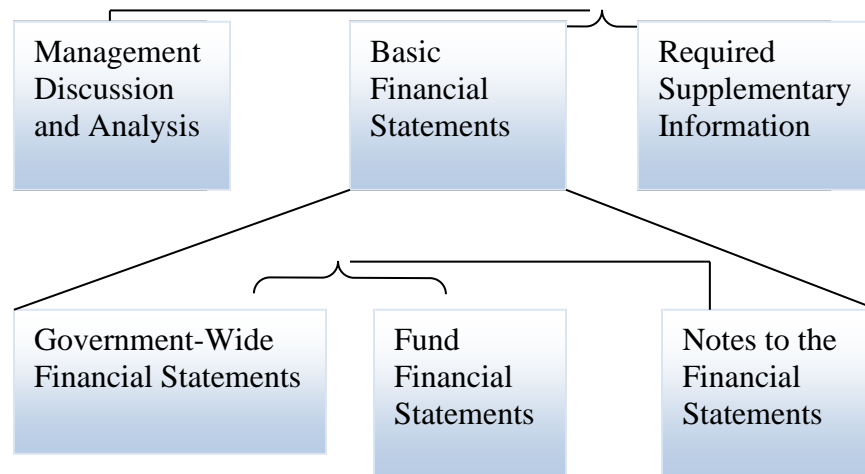 Management
Discussion
and Analysis
Basic
Financial
Statements
Required
Supplementary
Information
Government-Wide
Financial Statements
Fund
Financial
Statements
Notes to the
Financial
Statements